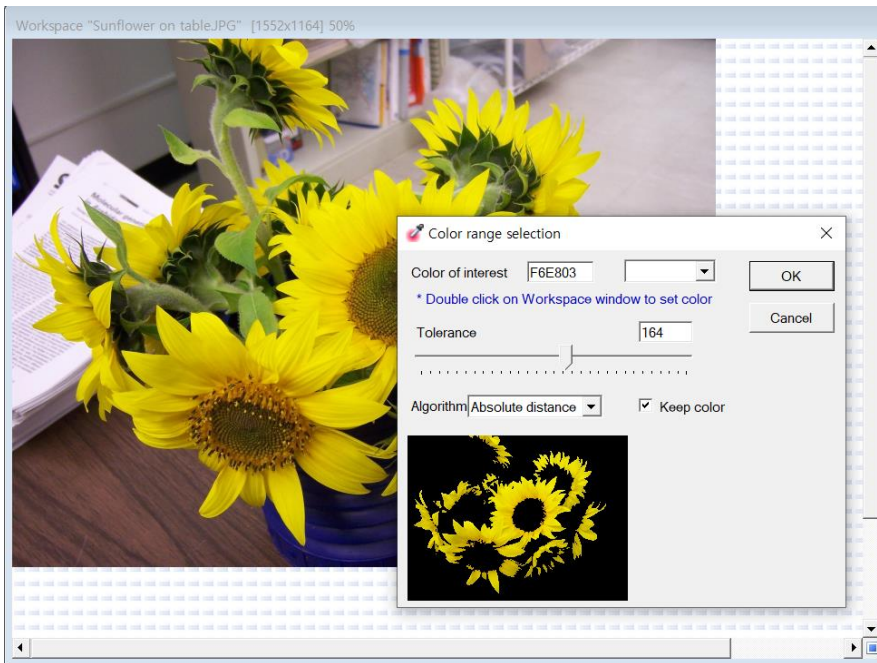 Workspace "Sunflower on table.JPG" [1552x1164] 50%
Color range selection
Color of interest F6E803
OK
* Double click on Workspace window to set color
Cancel
Tolerance 164
Algorithm Absolute distance Keep color